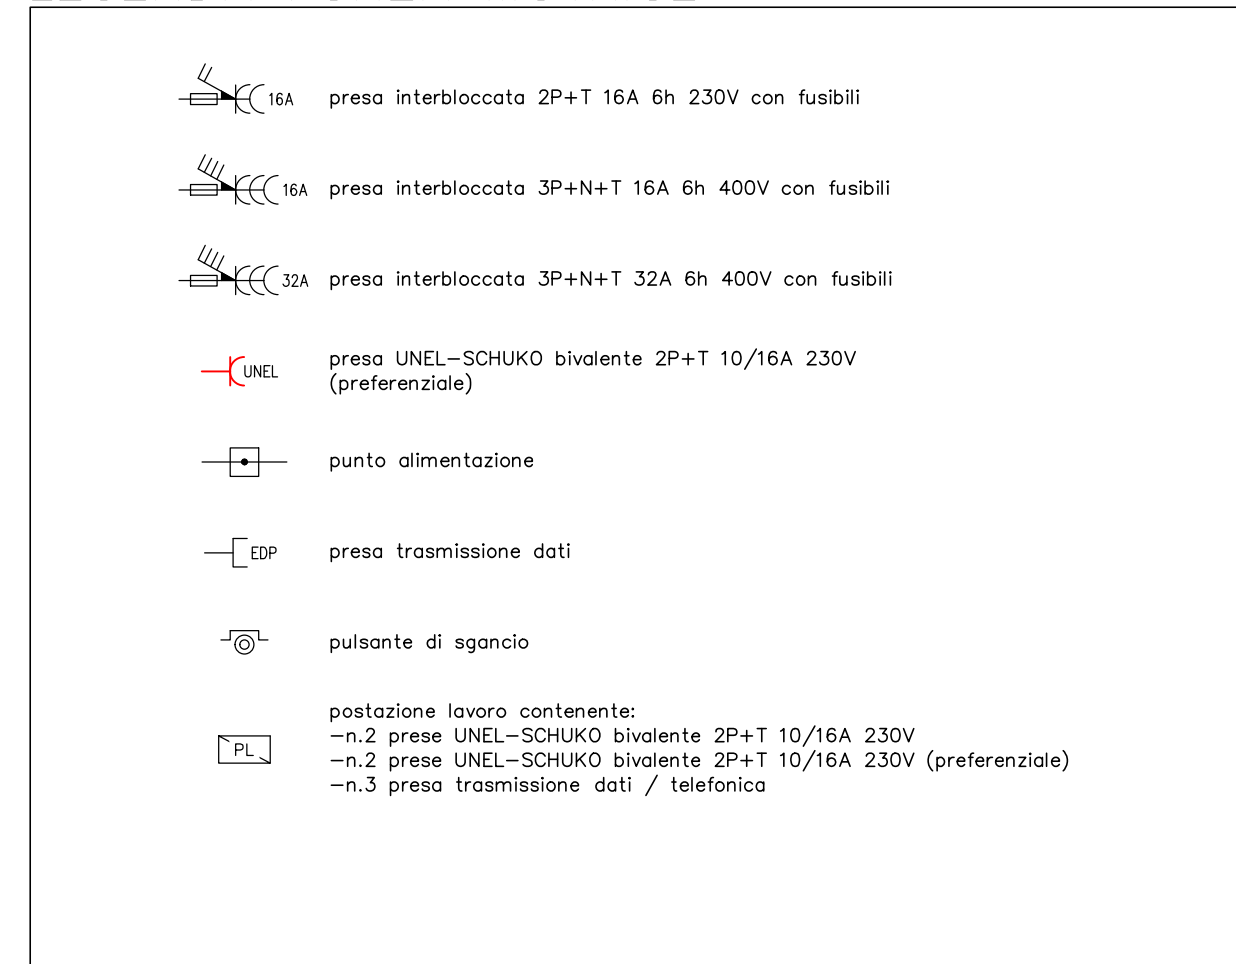 16A presa interbloccata 2P+T 16A 6h 230V con fusibili
16A presa interbloccata 3P+N+T 16A 6h 400V con fusibili
32A presa interbloccata 3P+N+T 32A 6h 400V con fusibili
UNEL presa UNEL-SCHUKO bivalente 2P+T 10/16A 230V
(preferenziale)
punto alimentazione
EDP presa trasmissione dati
pulsante di sgancio
postazione lavoro contenente:
-n.2 prese UNEL-SCHUKO bivalente 2P+T 10/16A 230V
PL -n.2 prese UNEL-SCHUKO bivalente 2P+T 10/16A 230V (preferenziale)
-n.3 presa trasmissione dati / telefonica